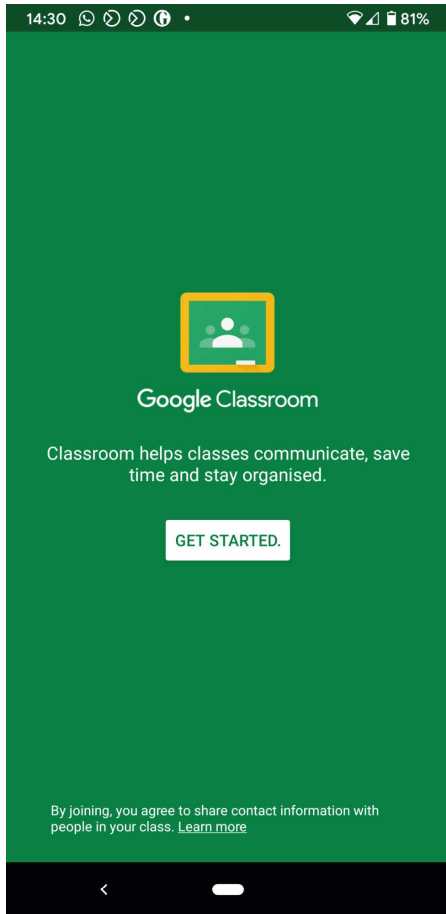 14:30 81%
Google Classroom
Classroom helps classes communicate, save
time and stay organised.
GET STARTED.
By joining, you agree to share contact information with
people in your class. Learn more